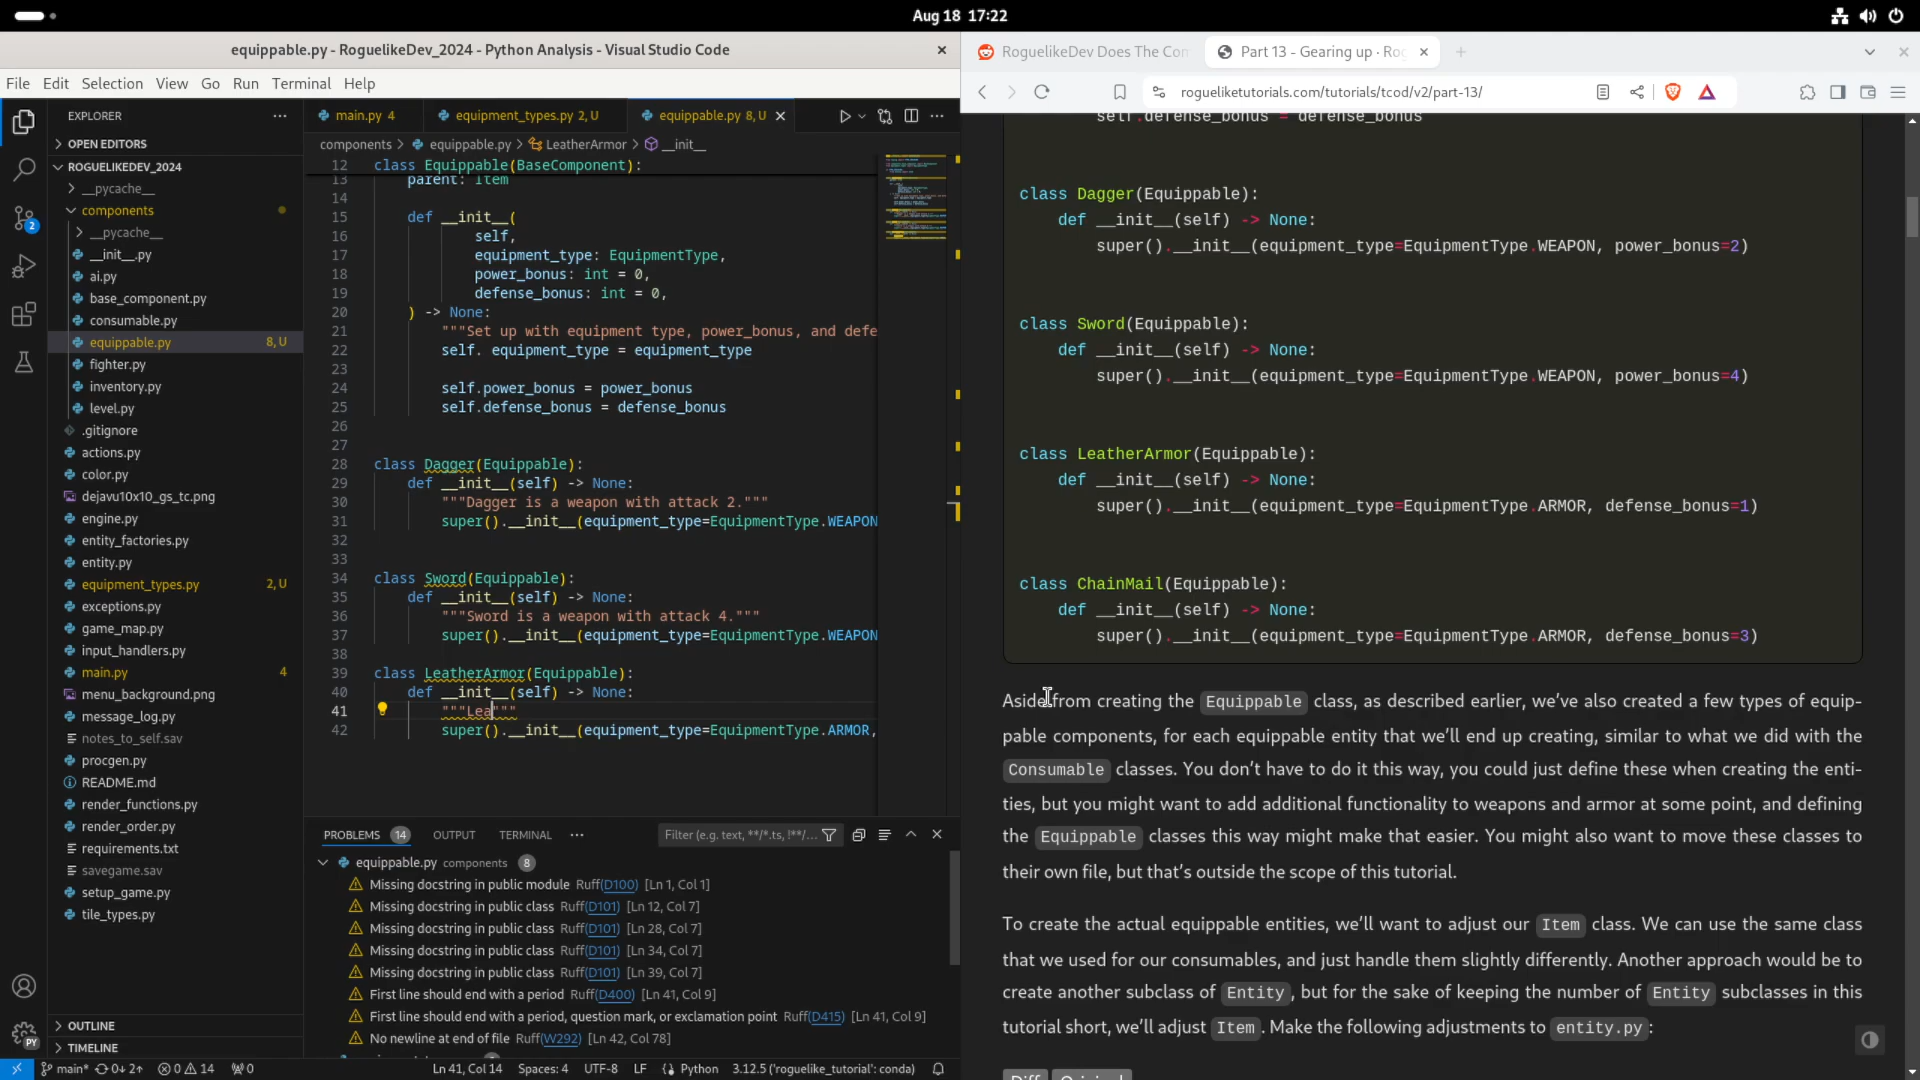 Aug 18 17:22
equippable.py - RoguelikeDev_2024 - Python Analysis - Visual Studio Code
File Edit Selection View Go Run Terminal Help
EXPLORER
OPEN EDITORS
ROGUELIKEDEV_2024
__pycache__
components
__pycache__
__init__.py
ai.py
base_component.py
consumable.py
equippable.py 8, U
fighter.py
inventory.py
level.py
.gitignore
actions.py
color.py
dejavu10x10_gs_tc.png
engine.py
entity_factories.py
entity.py
equipment_types.py 2, U
exceptions.py
game_map.py
input_handlers.py
main.py 4
menu_background.png
message_log.py
notes_to_self.sav
procgen.py
README.md
render_functions.py
render_order.py
requirements.txt
savegame.sav
setup_game.py
tile_types.py
OUTLINE
TIMELINE
2
PY
main.py 4 equipment_types.py 2, U equippable.py 8, U
components equippable.py LeatherArmor __init__
12 class Equippable(BaseComponent):
13 parent: Item
14
15 def __init__(
16 self,
17 equipment_type: EquipmentType,
18 power_bonus: int = 0,
19 defense_bonus: int = 0,
20 ) -> None:
21 """Set up with equipment type, power_bonus, and defe
22 self. equipment_type = equipment_type
23
24 self.power_bonus = power_bonus
25 self.defense_bonus = defense_bonus
26
27
28 class Dagger(Equippable):
29 def __init__(self) -> None:
30 """Dagger is a weapon with attack 2."""
31 super().__init__(equipment_type=EquipmentType.WEAPON
32
33
34 class Sword(Equippable):
35 def __init__(self) -> None:
36 """Sword is a weapon with attack 4."""
37 super().__init__(equipment_type=EquipmentType.WEAPON
38
39 class LeatherArmor(Equippable):
40 def __init__(self) -> None:
41 """Lea"""
42 super().__init__(equipment_type=EquipmentType.ARMOR,
PROBLEMS 14 OUTPUT TERMINAL Filter (e.g. text, **/*.ts, !**/...
equippable.py components 8
Missing docstring in public module Ruff(D100) [Ln 1, Col 1]
Missing docstring in public class Ruff(D101) [Ln 12, Col 7]
Missing docstring in public class Ruff(D101) [Ln 28, Col 7]
Missing docstring in public class Ruff(D101) [Ln 34, Col 7]
Missing docstring in public class Ruff(D101) [Ln 39, Col 7]
First line should end with a period Ruff(D400) [Ln 41, Col 9]
First line should end with a period, question mark, or exclamation point Ruff(D415) [Ln 41, Col 9]
No newline at end of file Ruff(W292) [Ln 42, Col 78]
main* 0↓ 2↑ 0 14 0 Ln 41, Col 14 Spaces: 4 UTF-8 LF Python 3.12.5 ('roguelike_tutorial': conda)
RoguelikeDev Does The Com Part 13 - Gearing up · Rog
rogueliketutorials.com/tutorials/tcod/v2/part-13/
self.defense_bonus = defense_bonus
class Dagger(Equippable):
def __init__(self) -> None:
super().__init__(equipment_type=EquipmentType.WEAPON, power_bonus=2)
class Sword(Equippable):
def __init__(self) -> None:
super().__init__(equipment_type=EquipmentType.WEAPON, power_bonus=4)
class LeatherArmor(Equippable):
def __init__(self) -> None:
super().__init__(equipment_type=EquipmentType.ARMOR, defense_bonus=1)
class ChainMail(Equippable):
def __init__(self) -> None:
super().__init__(equipment_type=EquipmentType.ARMOR, defense_bonus=3)
Aside from creating the Equippable class, as described earlier, we’ve also created a few types of equip-
pable components, for each equippable entity that we’ll end up creating, similar to what we did with the
Consumable classes. You don’t have to do it this way, you could just define these when creating the enti-
ties, but you might want to add additional functionality to weapons and armor at some point, and defining
the Equippable classes this way might make that easier. You might also want to move these classes to
their own file, but that’s outside the scope of this tutorial.
To create the actual equippable entities, we’ll want to adjust our Item class. We can use the same class
that we used for our consumables, and just handle them slightly differently. Another approach would be to
create another subclass of Entity, but for the sake of keeping the number of Entity subclasses in this
tutorial short, we’ll adjust Item. Make the following adjustments to entity.py:
Diff Original